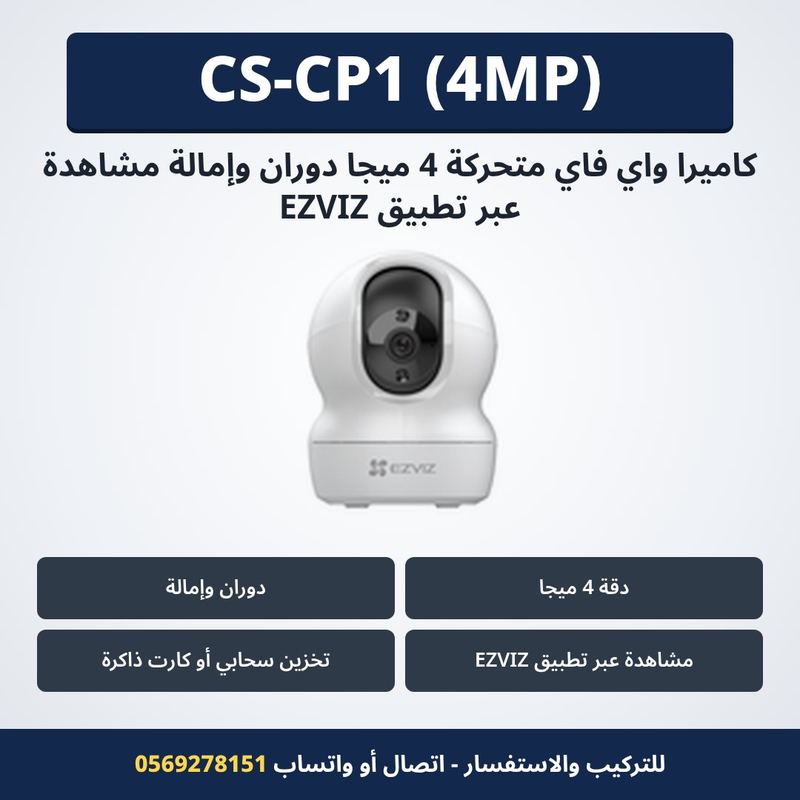 CS-CP1 (4MP)
كاميرا واي فاي متحركة 4 ميجا دوران وإمالة مشاهدة
عبر تطبيق EZVIZ
EZVIZ
دقة 4 ميجا
دوران وإمالة
مشاهدة عبر تطبيق EZVIZ
تخزين سحابي أو كارت ذاكرة
للتركيب والاستفسار - اتصال أو واتساب 0569278151